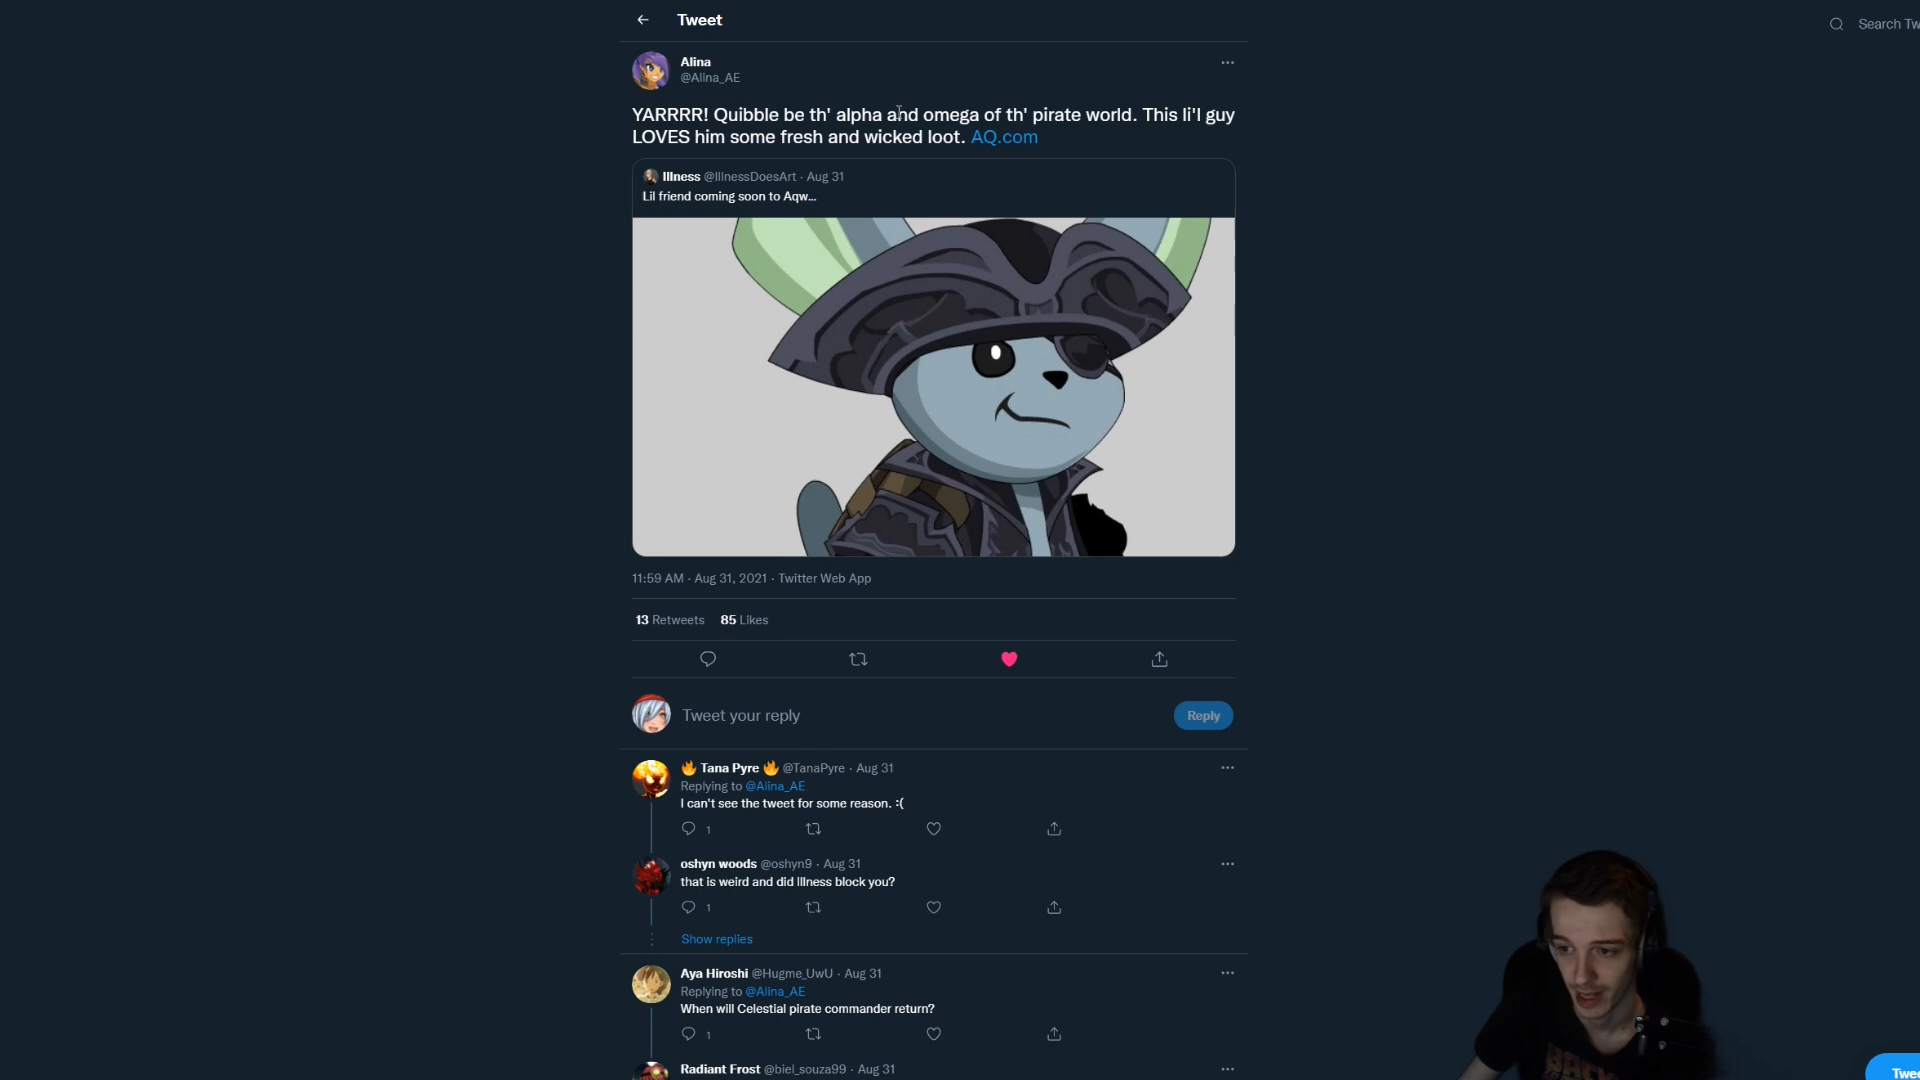 Tweet
Search Tw
Alina
@Alina_AE
YARRRR! Quibble be th' alpha and omega of th' pirate world. This li'l guy
LOVES him some fresh and wicked loot. AQ.com
Illness @IllnessDoesArt · Aug 31
Lil friend coming soon to Aqw...
11:59 AM · Aug 31, 2021 · Twitter Web App
13 Retweets 85 Likes
Tweet your reply
Reply
🔥 Tana Pyre 🔥 @TanaPyre · Aug 31
Replying to @Alina_AE
I can't see the tweet for some reason. :(
1
oshyn woods @oshyn9 · Aug 31
that is weird and did Illness block you?
1
Show replies
Aya Hiroshi @Hugme_UwU · Aug 31
Replying to @Alina_AE
When will Celestial pirate commander return?
1
Radiant Frost @biel_souza99 · Aug 31
Twee